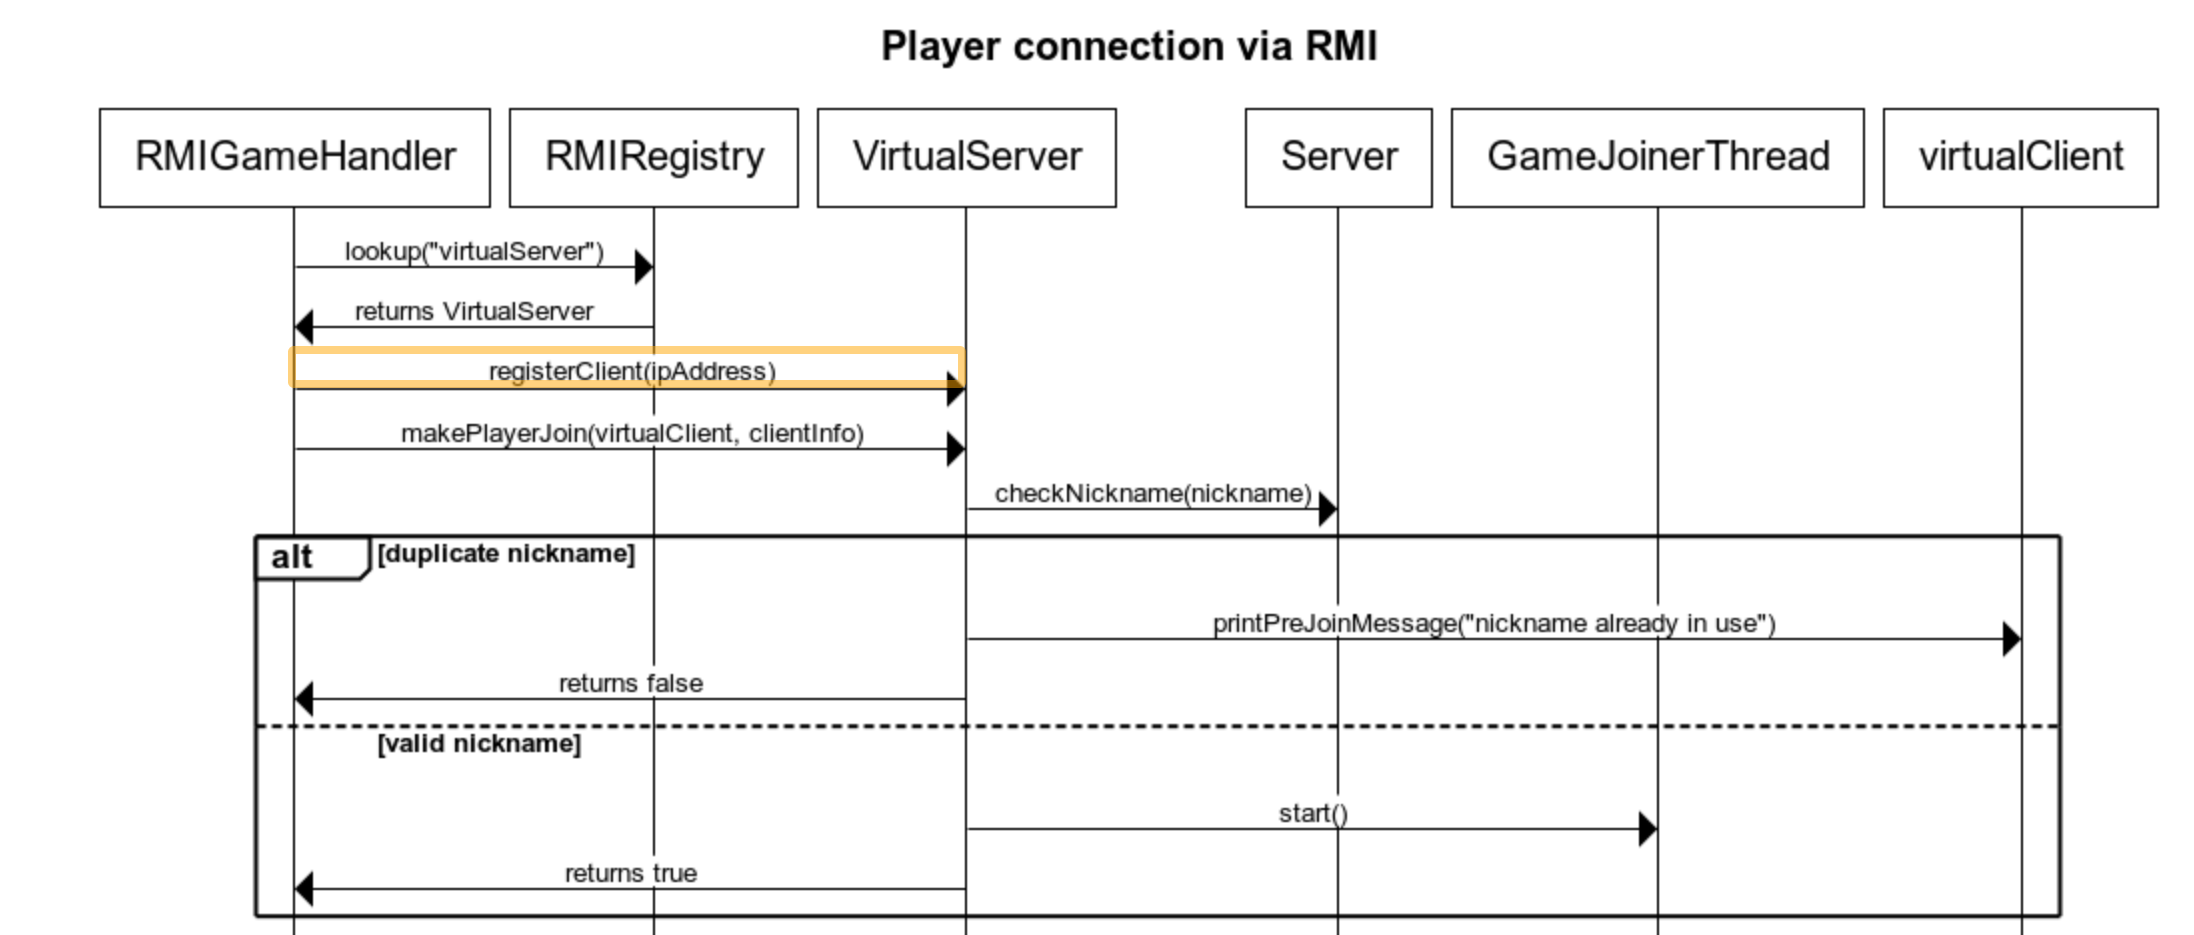 Player connection via RMI
RMIGameHandler
RMIRegistry
VirtualServer
Server
GameJoinerThread
virtualClient
lookup("virtualServer")
returns VirtualServer
registerClient(ipAddress)
makePlayerJoin(virtualClient, clientInfo)
checkNickname(nickname)
alt [duplicate nickname]
printPreJoinMessage("nickname already in use")
returns false
[valid nickname]
start()
returns true